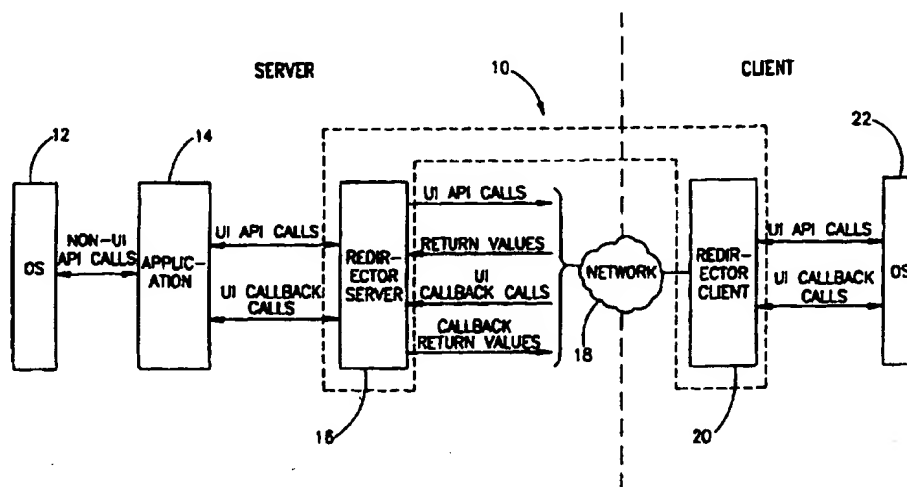 SERVER
CLIENT
10
12
14
22
OS
NON-UI
API CALLS
APPLIC-
ATION
UI API CALLS
UI CALLBACK
CALLS
REDIR-
ECTOR
SERVER
UI API CALLS
RETURN VALUES
UI
CALLBACK CALLS
CALLBACK
RETURN VALUES
NETWORK
18
REDIR-
ECTOR
CLIENT
UI API CALLS
UI CALLBACK
CALLS
OS
16
20